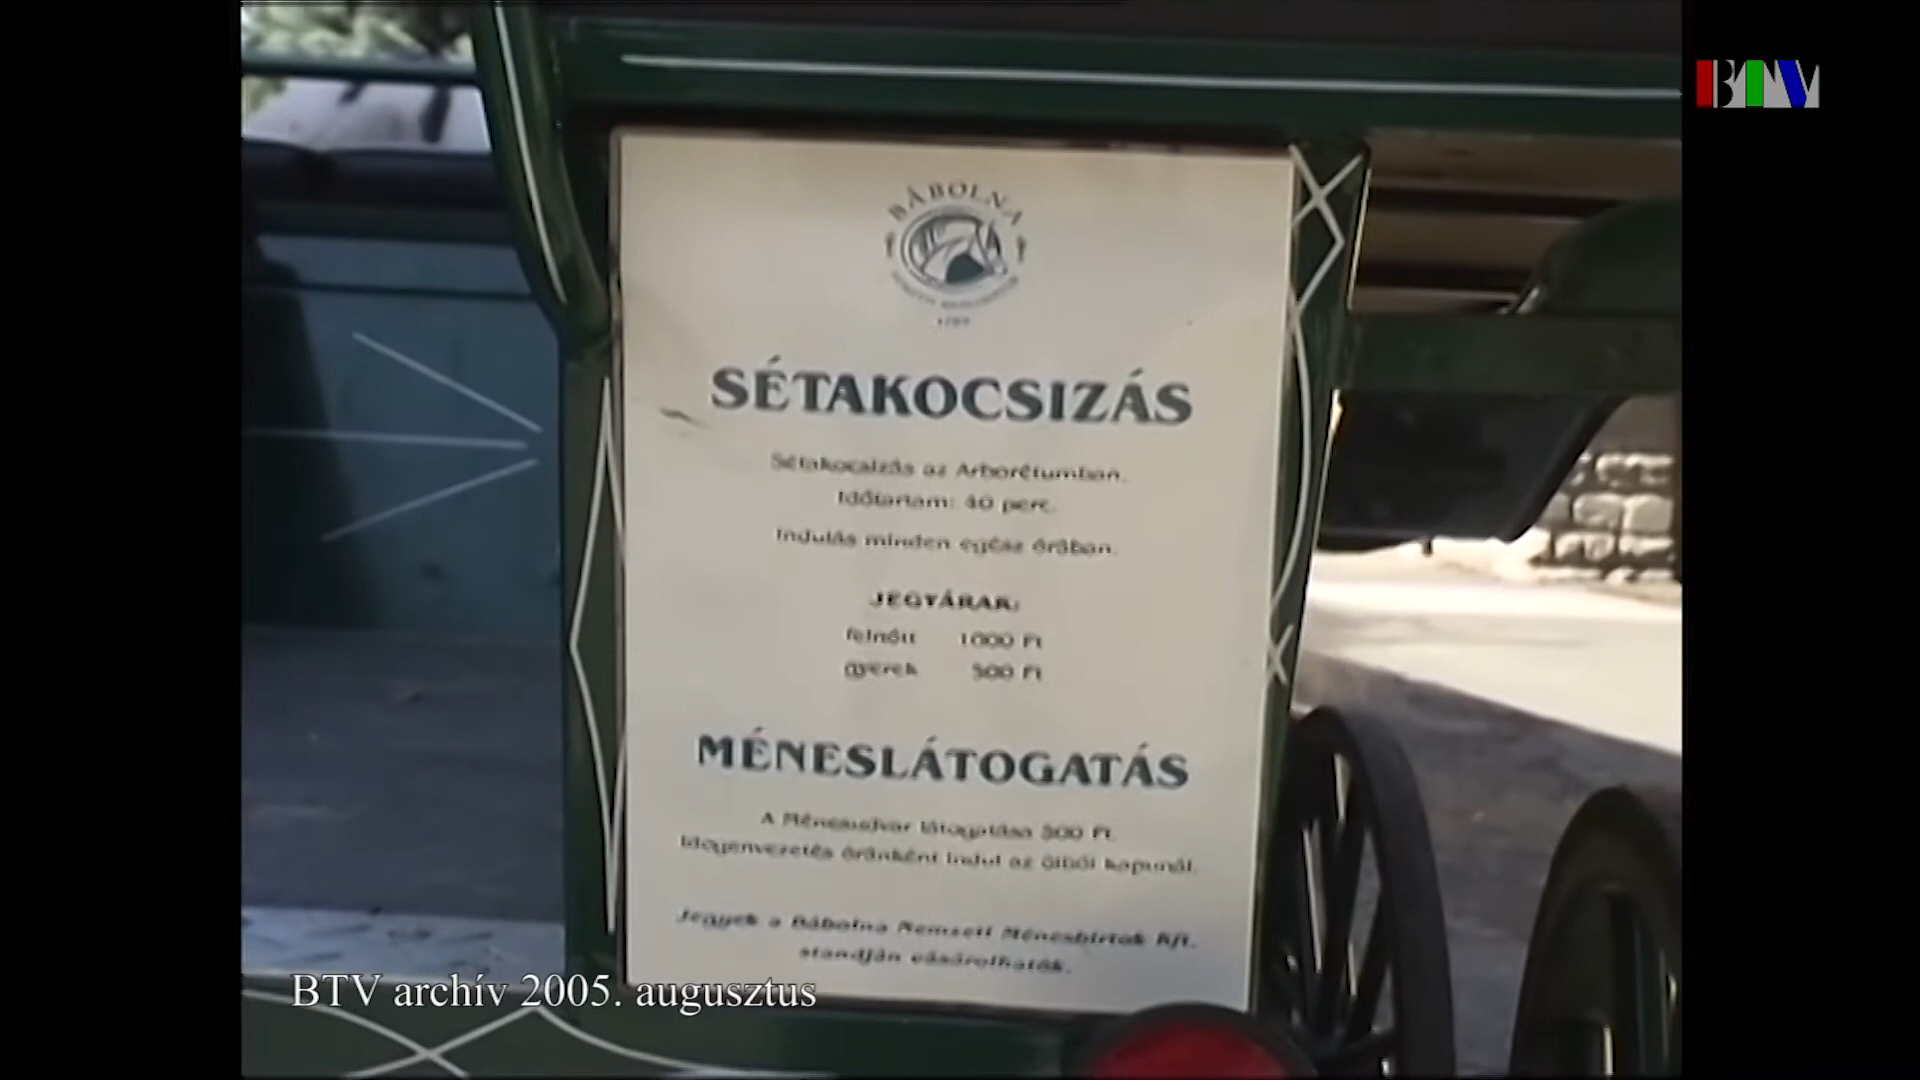 BTV
BÁBOLNA
1789
SÉTAKOCSIZÁS
Sétakocsizás az Arborétumban.
Időtartam: 40 perc.
Indulás minden egész órában.
JEGYÁRAK:
felnőtt 1000 Ft
gyerek 500 Ft
MÉNESLÁTOGATÁS
A Ménesudvar látogatása 300 Ft.
Idegenvezetés óránként indul az ölbői kapunál.
Jegyek a Bábolna Nemzeti Ménesbirtok Kft.
standján vásárolhatók.
BTV archív 2005. augusztus